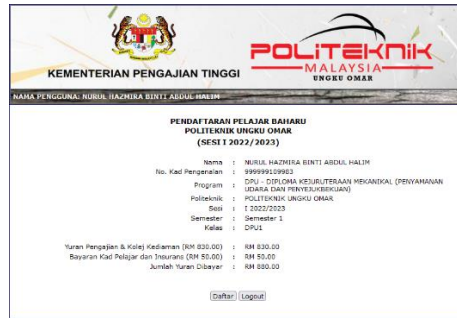 KEMENTERIAN PENGAJIAN TINGGI
POLITEKNIK
MALAYSIA
UNGKU OMAR
NAMA PENGGUNA: NURUL HAZMIRA BINTI ABDUL HALIM
PENDAFTARAN PELAJAR BAHARU
POLITEKNIK UNGKU OMAR
(SESI I 2022/2023)
Nama : NURUL HAZMIRA BINTI ABDUL HALIM
No. Kad Pengenalan : 999999109983
Program : DPU - DIPLOMA KEJURUTERAAN MEKANIKAL (PENYAMANAN
UDARA DAN PENYEJUKBEKUAN)
Politeknik : POLITEKNIK UNGKU OMAR
Sesi : I 2022/2023
Semester : Semester 1
Kelas : DPU1
Yuran Pengajian & Kolej Kediaman (RM 830.00) : RM 830.00
Bayaran Kad Pelajar dan Insurans (RM 50.00) : RM 50.00
Jumlah Yuran Dibayar : RM 880.00
Daftar Logout